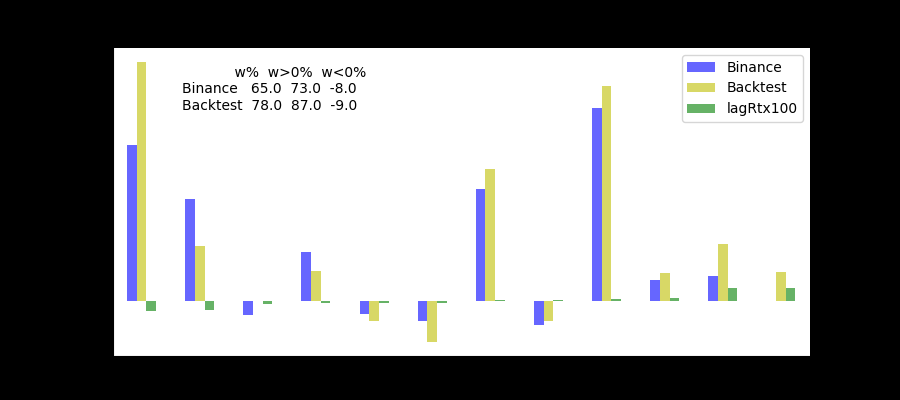 w% w>0% w<0%
Binance 65.0 73.0 -8.0
Backtest 78.0 87.0 -9.0
Binance
Backtest
lagRtx100